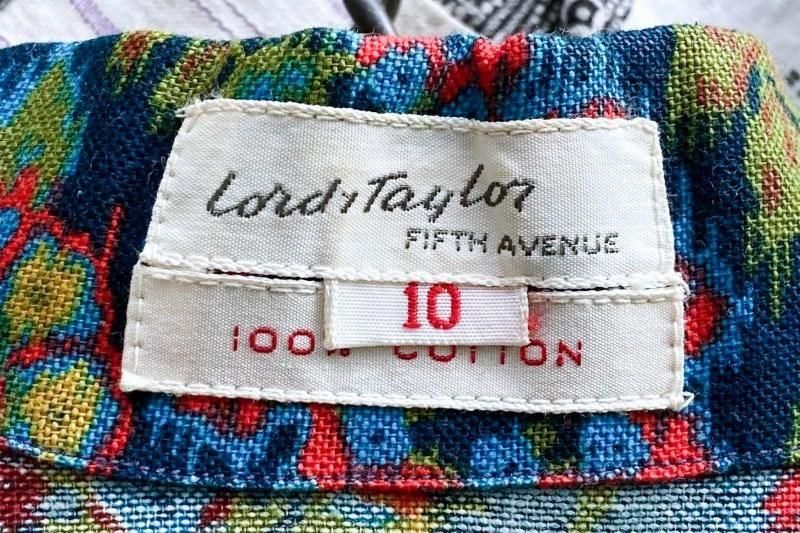 Lord & Taylor
FIFTH AVENUE
10
100% COTTON